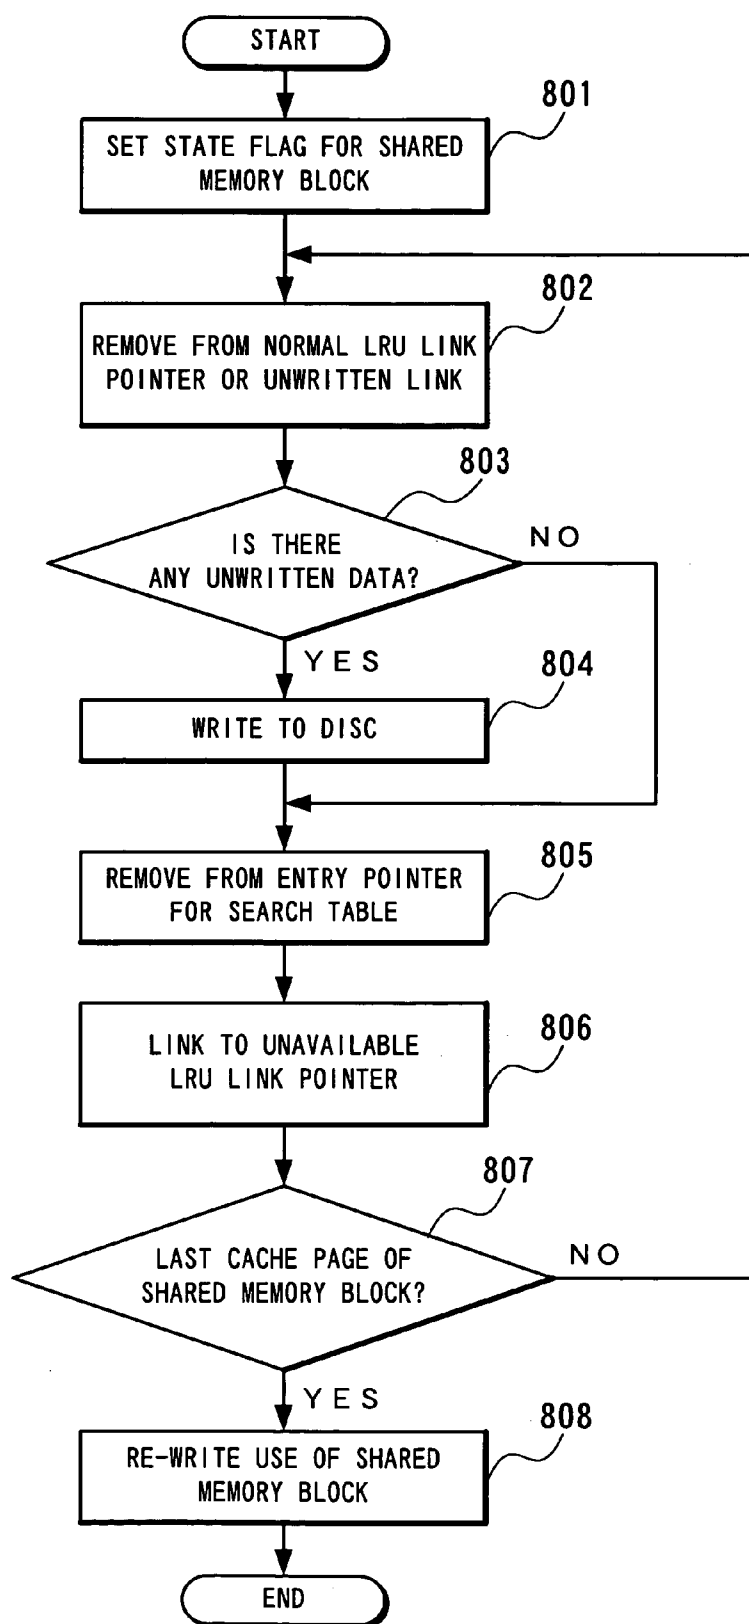 START
801
SET STATE FLAG FOR SHARED
MEMORY BLOCK
802
REMOVE FROM NORMAL LRU LINK
POINTER OR UNWRITTEN LINK
803
IS THERE
ANY UNWRITTEN DATA?
NO
YES
804
WRITE TO DISC
805
REMOVE FROM ENTRY POINTER
FOR SEARCH TABLE
806
LINK TO UNAVAILABLE
LRU LINK POINTER
807
LAST CACHE PAGE OF
SHARED MEMORY BLOCK?
NO
YES
808
RE-WRITE USE OF SHARED
MEMORY BLOCK
END